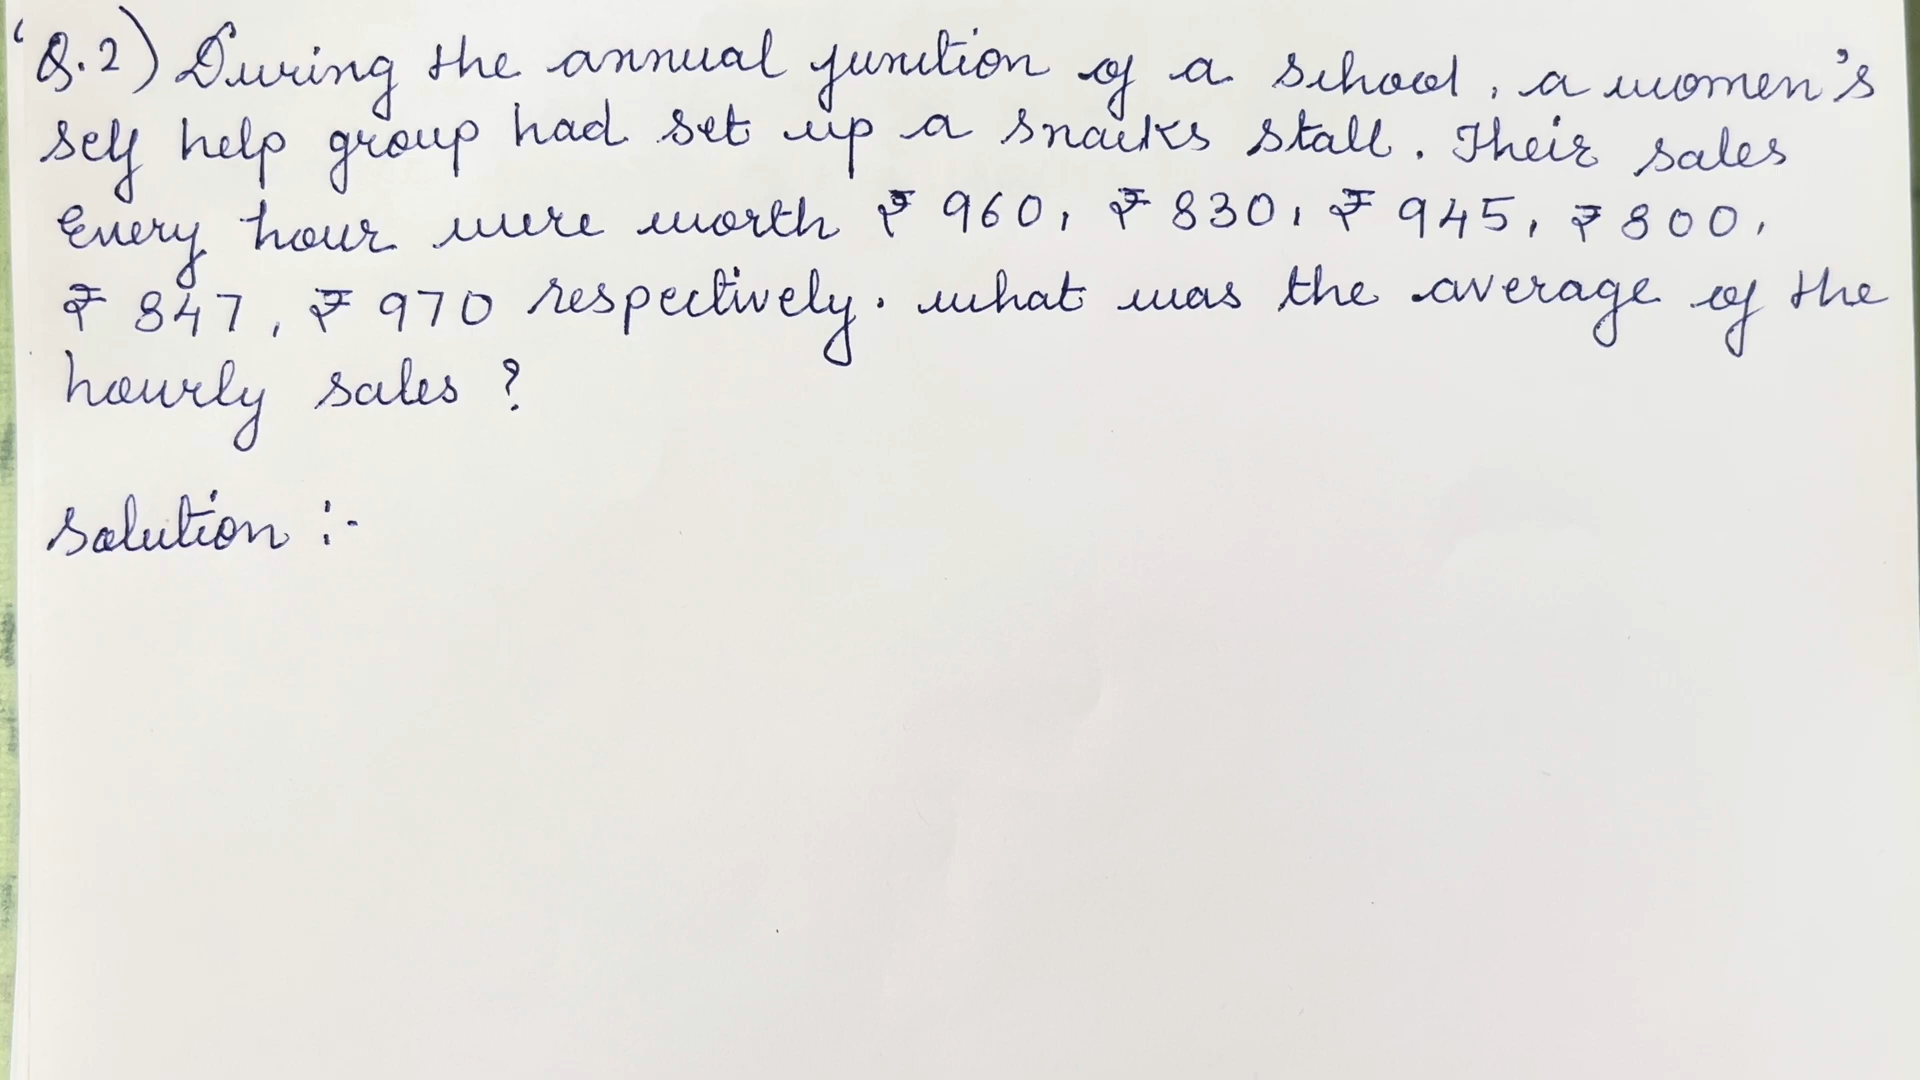 Q.2) During the annual function of a school, a women's
self help group had set up a snacks stall. Their sales
Every hour were worth ₹ 960, ₹ 830, ₹ 945, ₹ 800,
₹ 847, ₹ 970 respectively. what was the average of the
hourly sales ?
Solution :-